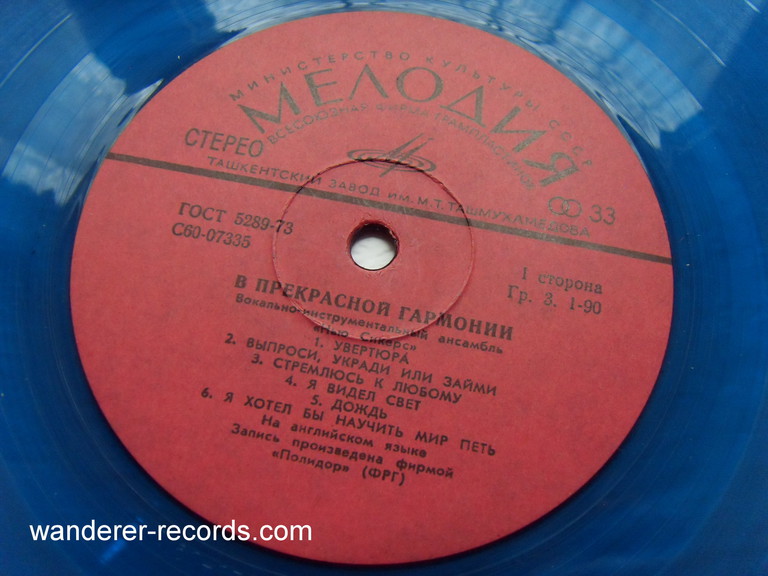 МИНИСТЕРСТВО КУЛЬТУРЫ СССР
МЕЛОДИЯ
ВСЕСОЮЗНАЯ ФИРМА ГРАМПЛАСТИНОК
СТЕРЕО
33
ТАШКЕНТСКИЙ ЗАВОД им. М.Т.ТАШМУХАМЕДОВА
ГОСТ 5289-73
С60-07335
1 сторона
Гр. 3. 1-90
В ПРЕКРАСНОЙ ГАРМОНИИ
Вокально-инструментальный ансамбль
«Нью Сикерс»
1. УВЕРТЮРА
2. ВЫПРОСИ, УКРАДИ ИЛИ ЗАЙМИ
3. СТРЕМЛЮСЬ К ЛЮБОМУ
4. Я ВИДЕЛ СВЕТ
5. ДОЖДЬ
6. Я ХОТЕЛ БЫ НАУЧИТЬ МИР ПЕТЬ
На английском языке
Запись произведена фирмой
«Полидор» (ФРГ)
wanderer-records.com